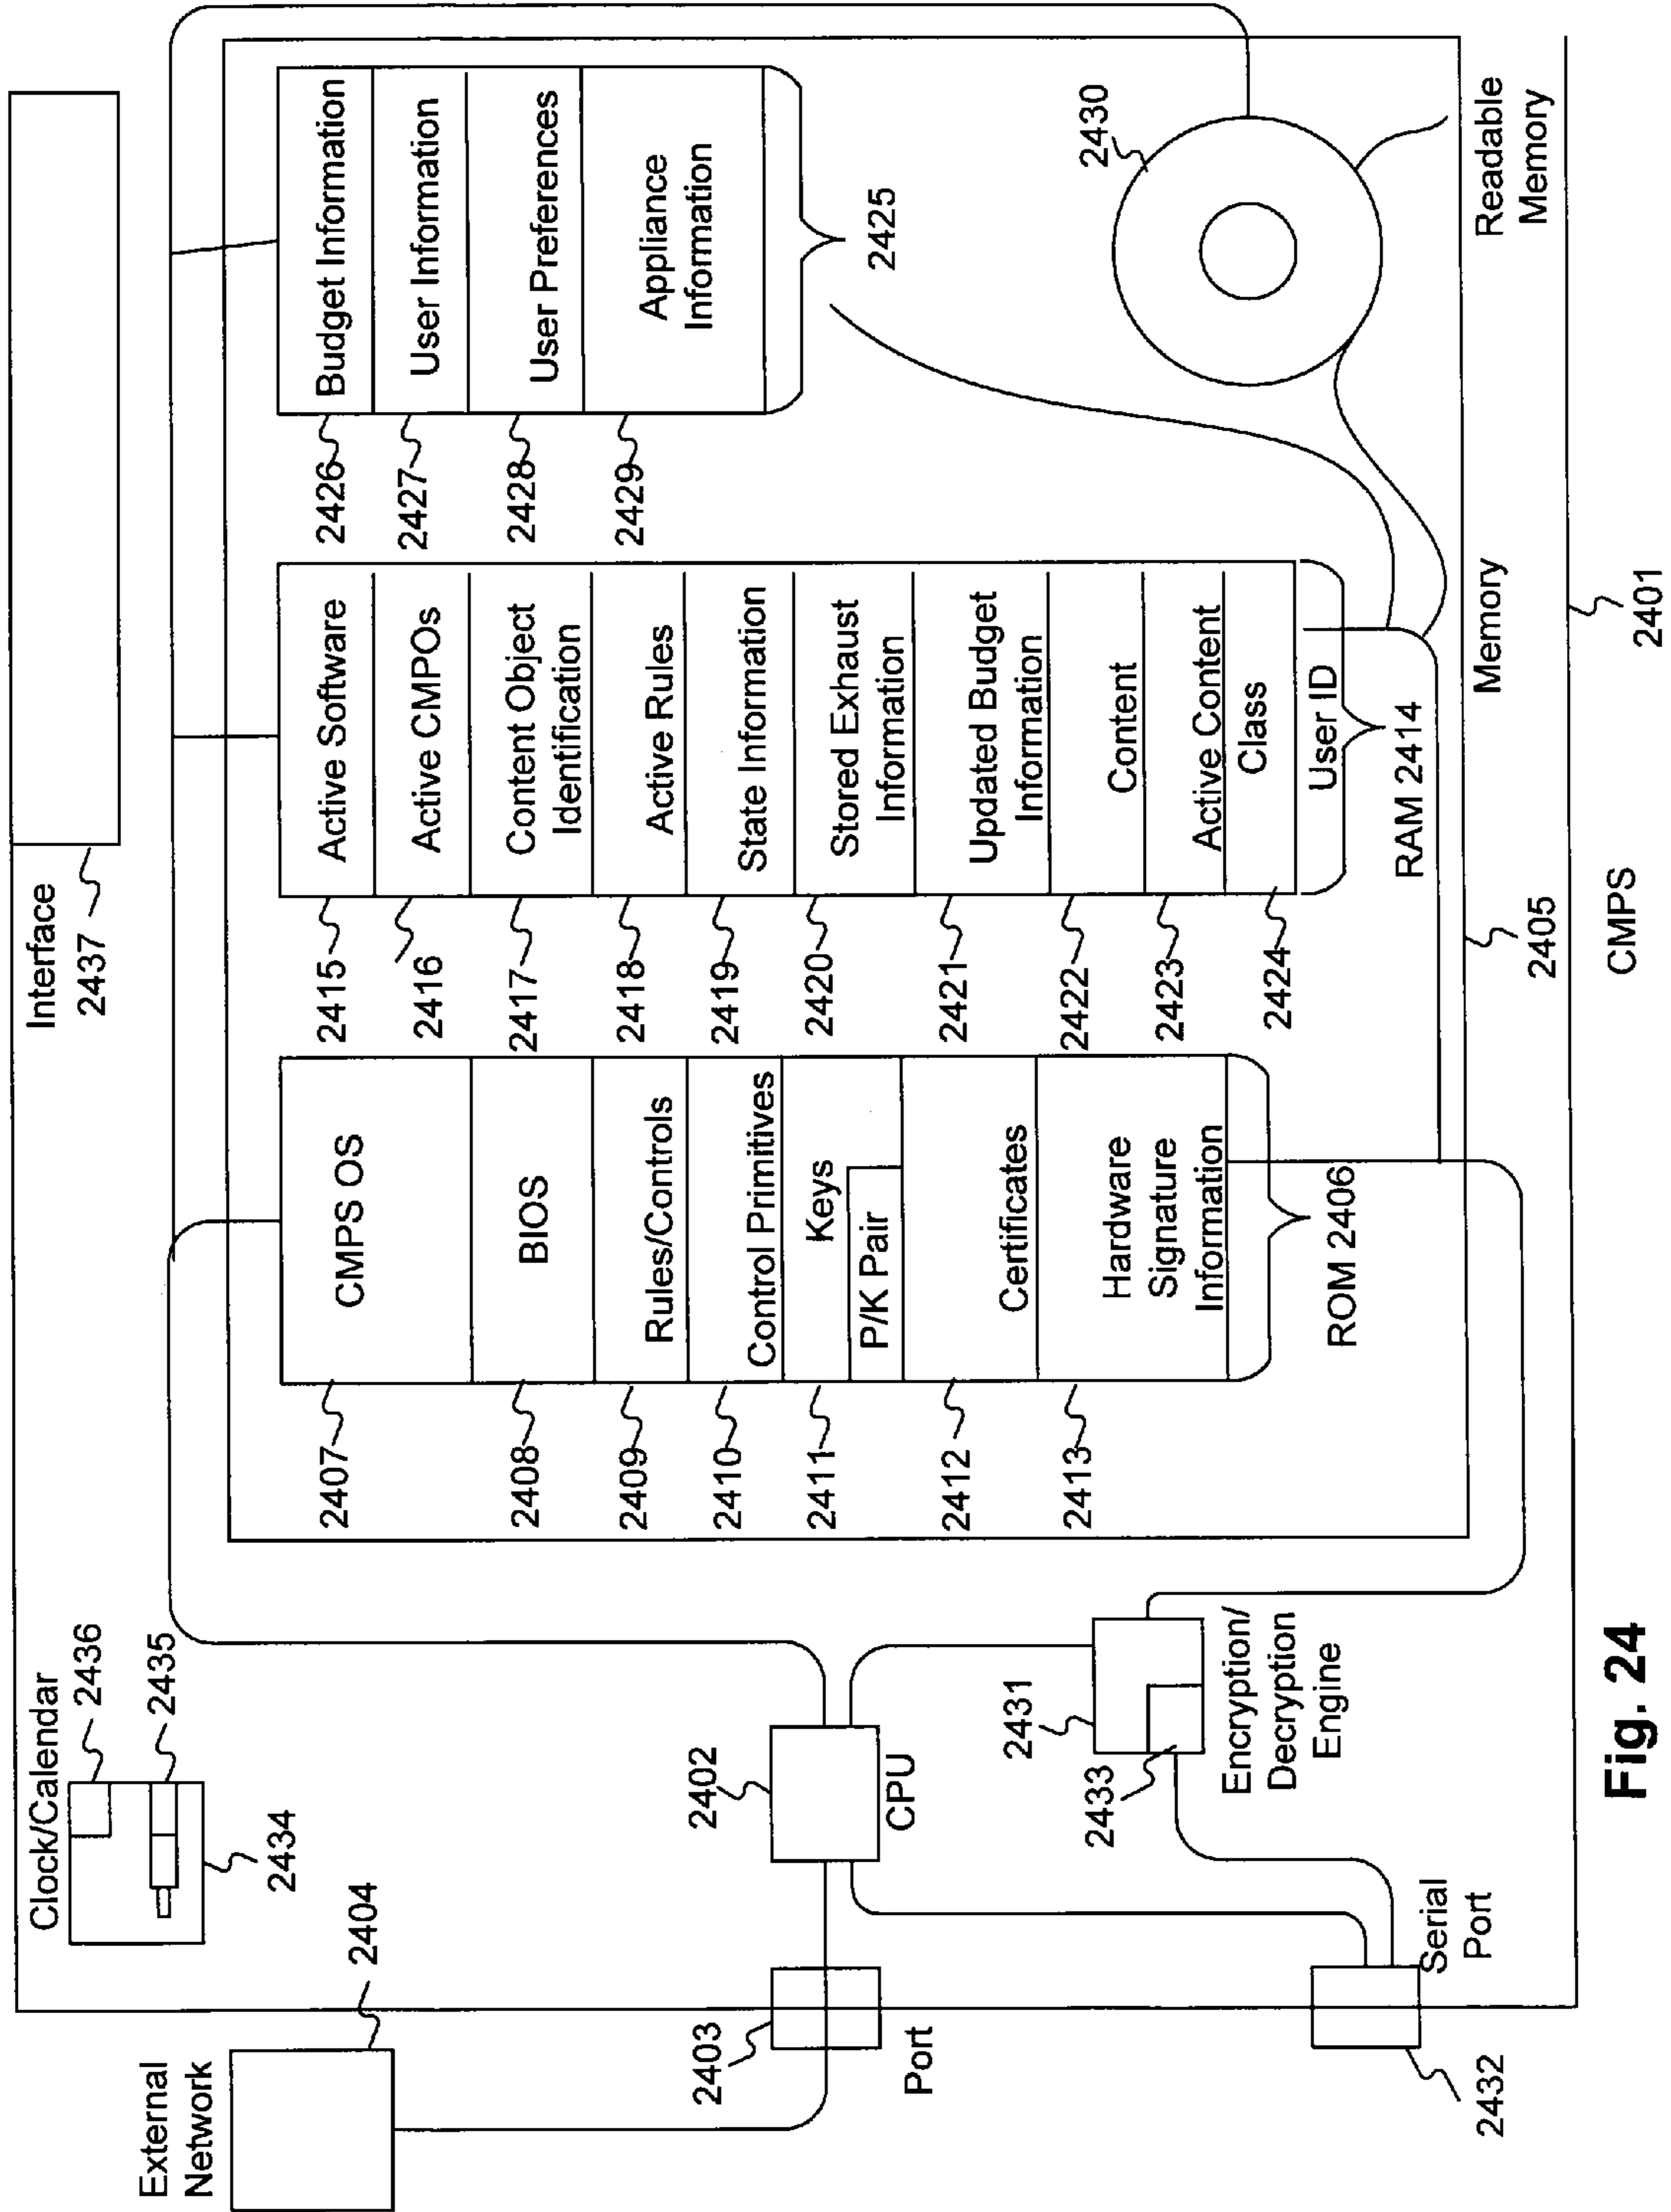 External
Network
2404
Clock/Calendar
2436
2435
2434
Interface
2437
2403
Port
2402
CPU
2431
2433
Encryption/
Decryption
Engine
2432
Serial
Port
2407
CMPS OS
2408
BIOS
2409
Rules/Controls
2410
Control Primitives
2411
Keys
P/K Pair
2412
Certificates
2413
Hardware
Signature
Information
ROM 2406
2415
Active Software
2416
Active CMPOs
2417
Content Object
Identification
2418
Active Rules
2419
State Information
2420
Stored Exhaust
Information
2421
Updated Budget
Information
2422
Content
2423
Active Content
2424
Class
User ID
RAM 2414
2426
Budget Information
2427
User Information
2428
User Preferences
2429
Appliance
Information
2425
2430
Readable
Memory
Memory
2405
2401
CMPS
Fig. 24